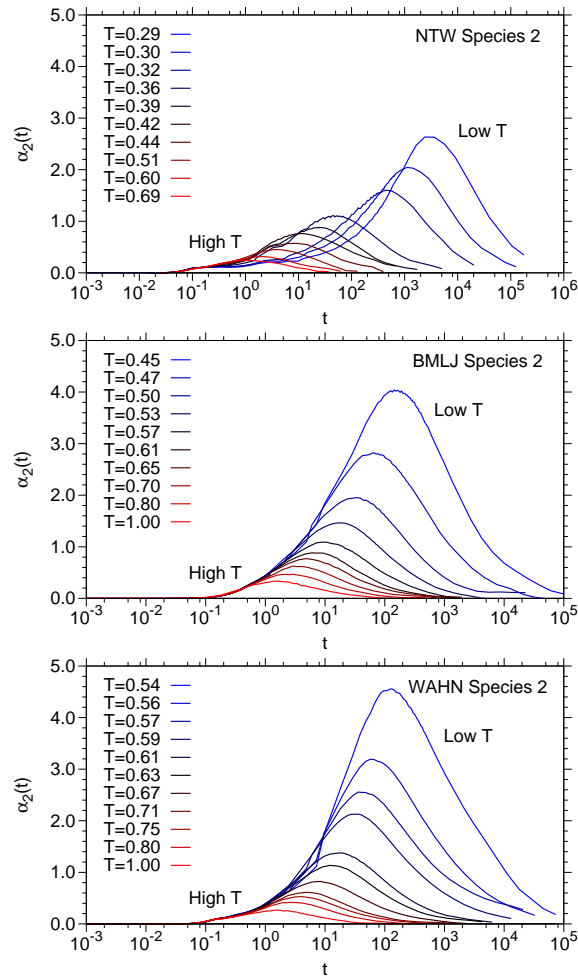 5.0
4.0
3.0
2.0
1.0
0.0
α2(t)
T=0.29
T=0.30
T=0.32
T=0.36
T=0.39
T=0.42
T=0.44
T=0.51
T=0.60
T=0.69
NTW Species 2
Low T
High T
10-3 10-2 10-1 100 101 102 103 104 105 106
t
5.0
4.0
3.0
2.0
1.0
0.0
α2(t)
T=0.45
T=0.47
T=0.50
T=0.53
T=0.57
T=0.61
T=0.65
T=0.70
T=0.80
T=1.00
BMLJ Species 2
Low T
High T
10-3 10-2 10-1 100 101 102 103 104 105
t
5.0
4.0
3.0
2.0
1.0
0.0
α2(t)
T=0.54
T=0.56
T=0.57
T=0.59
T=0.61
T=0.63
T=0.67
T=0.71
T=0.75
T=0.80
T=1.00
WAHN Species 2
Low T
High T
10-3 10-2 10-1 100 101 102 103 104 105
t